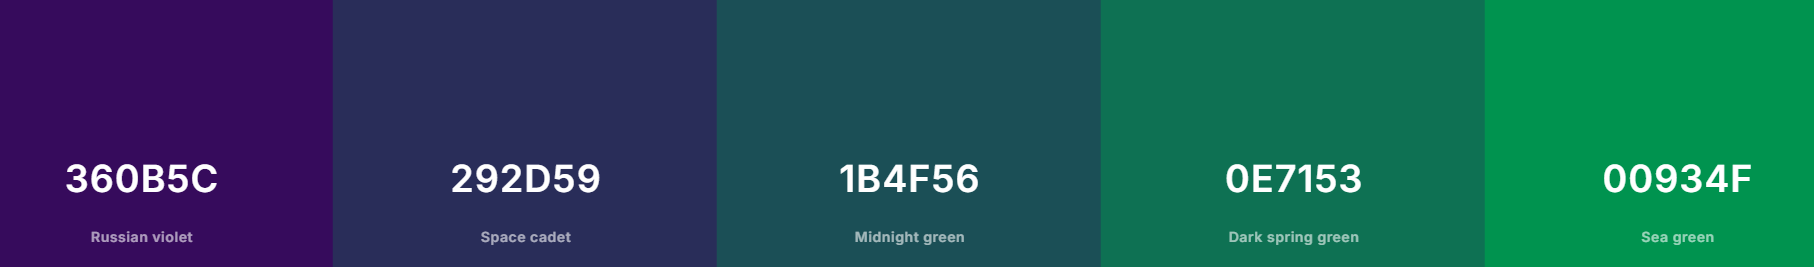 360B5C
Russian violet
292D59
Space cadet
1B4F56
Midnight green
0E7153
Dark spring green
00934F
Sea green